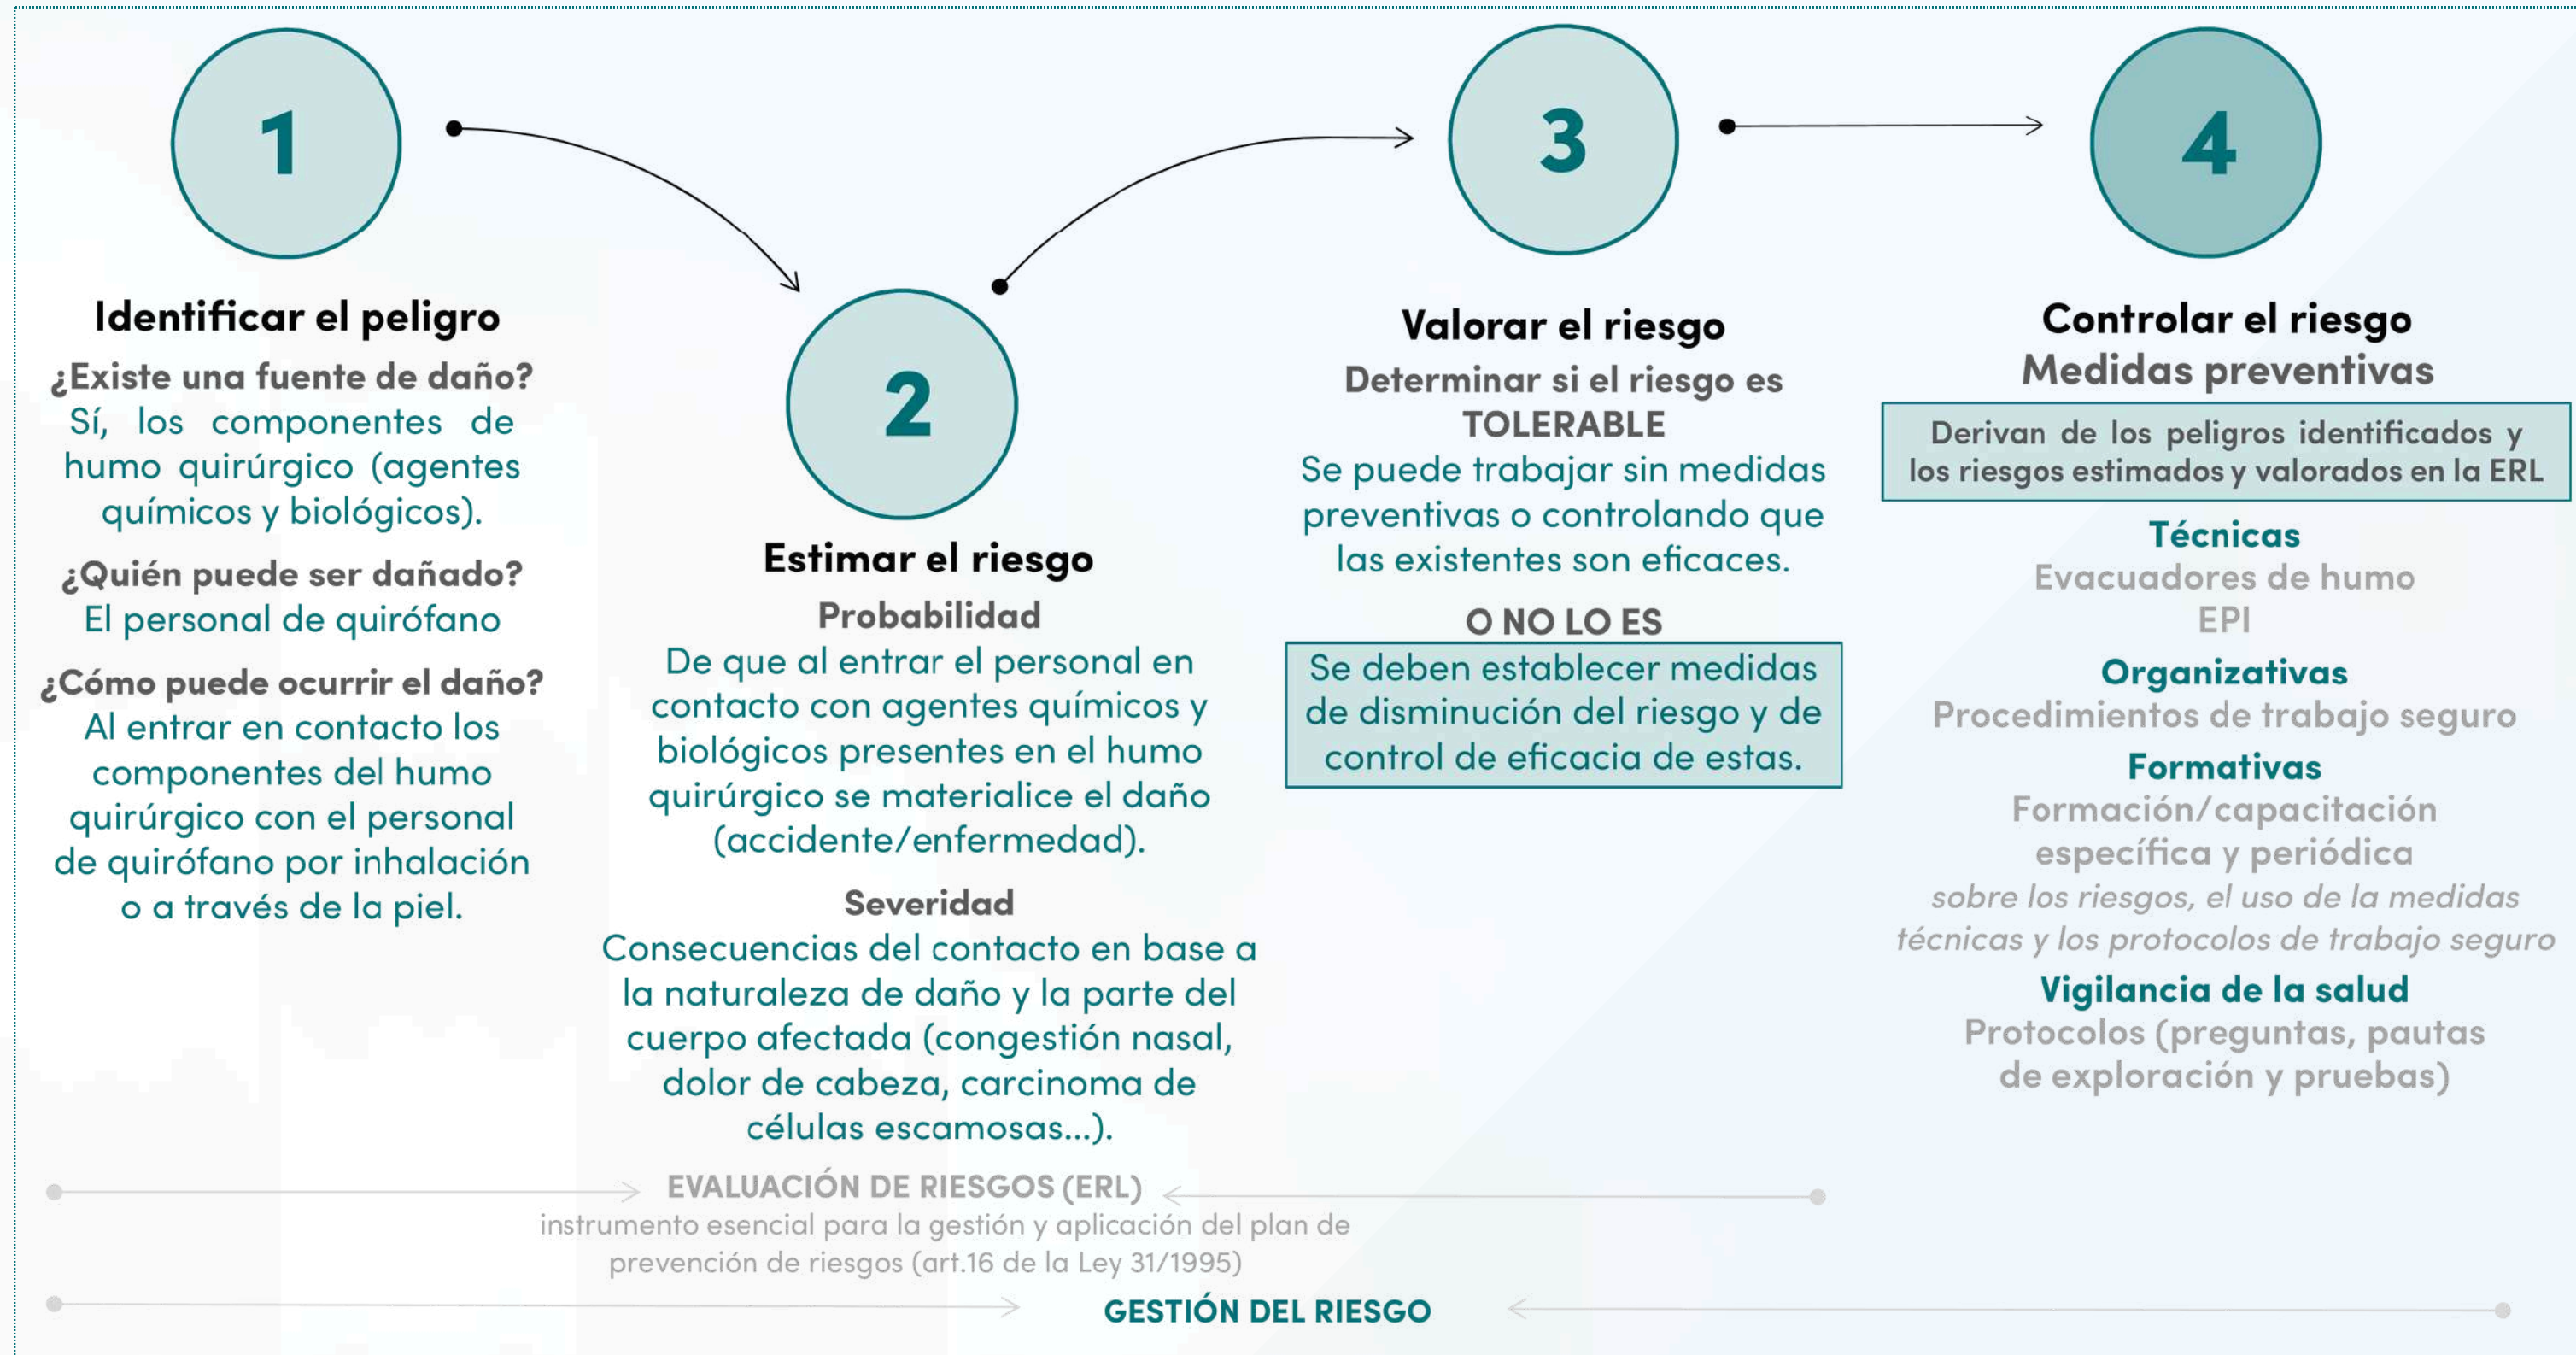 1
Identificar el peligro
¿Existe una fuente de daño?
Sí, los componentes de
humo quirúrgico (agentes
químicos y biológicos).
¿Quién puede ser dañado?
El personal de quirófano
¿Cómo puede ocurrir el daño?
Al entrar en contacto los
componentes del humo
quirúrgico con el personal
de quirófano por inhalación
o a través de la piel.
2
Estimar el riesgo
Probabilidad
De que al entrar el personal en
contacto con agentes químicos y
biológicos presentes en el humo
quirúrgico se materialice el daño
(accidente/enfermedad).
Severidad
Consecuencias del contacto en base a
la naturaleza de daño y la parte del
cuerpo afectada (congestión nasal,
dolor de cabeza, carcinoma de
células escamosas...).
3
Valorar el riesgo
Determinar si el riesgo es
TOLERABLE
Se puede trabajar sin medidas
preventivas o controlando que
las existentes son eficaces.
O NO LO ES
Se deben establecer medidas
de disminución del riesgo y de
control de eficacia de estas.
4
Controlar el riesgo
Medidas preventivas
Derivan de los peligros identificados y
los riesgos estimados y valorados en la ERL
Técnicas
Evacuadores de humo
EPI
Organizativas
Procedimientos de trabajo seguro
Formativas
Formación/capacitación
específica y periódica
sobre los riesgos, el uso de la medidas
técnicas y los protocolos de trabajo seguro
Vigilancia de la salud
Protocolos (preguntas, pautas
de exploración y pruebas)
EVALUACIÓN DE RIESGOS (ERL)
instrumento esencial para la gestión y aplicación del plan de
prevención de riesgos (art.16 de la Ley 31/1995)
GESTIÓN DEL RIESGO